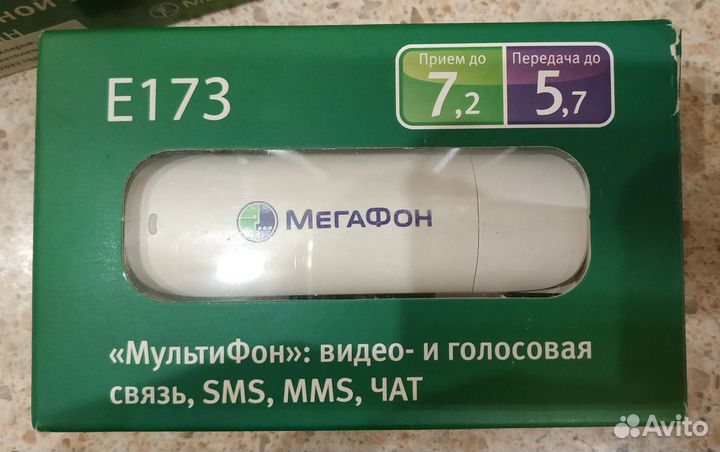 E173
Прием до
7,2
Передача до
5,7
МЕГАФОН
«МультиФон»: видео- и голосовая
связь, SMS, MMS, ЧАТ
Avito